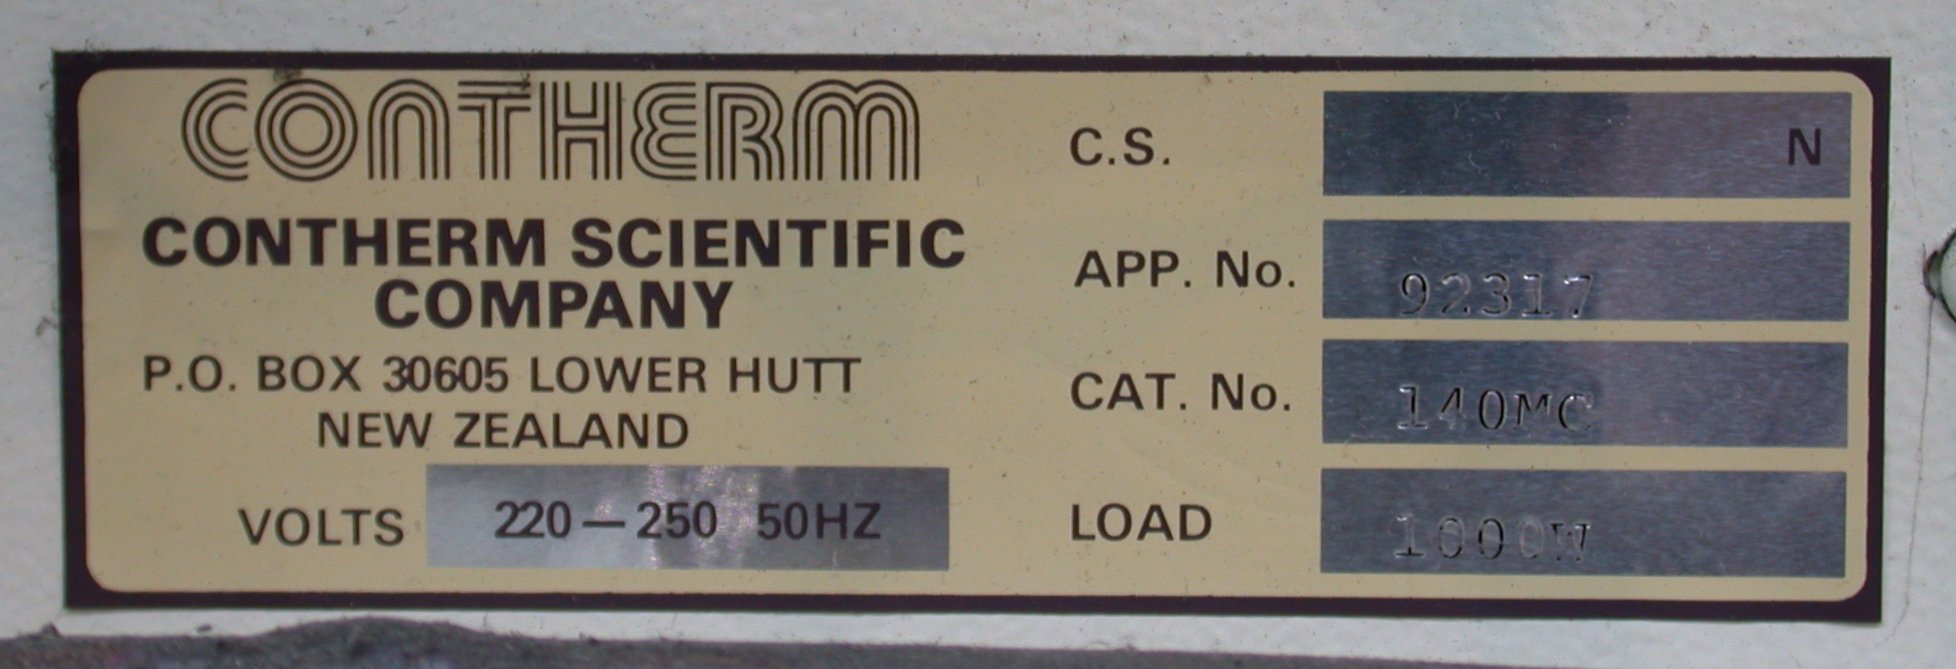 CONTHERM
CONTHERM SCIENTIFIC
COMPANY
P.O. BOX 30605 LOWER HUTT
NEW ZEALAND
VOLTS 220 — 250 50HZ
C.S. N
APP. No. 92317
CAT. No. 140MC
LOAD 1000W